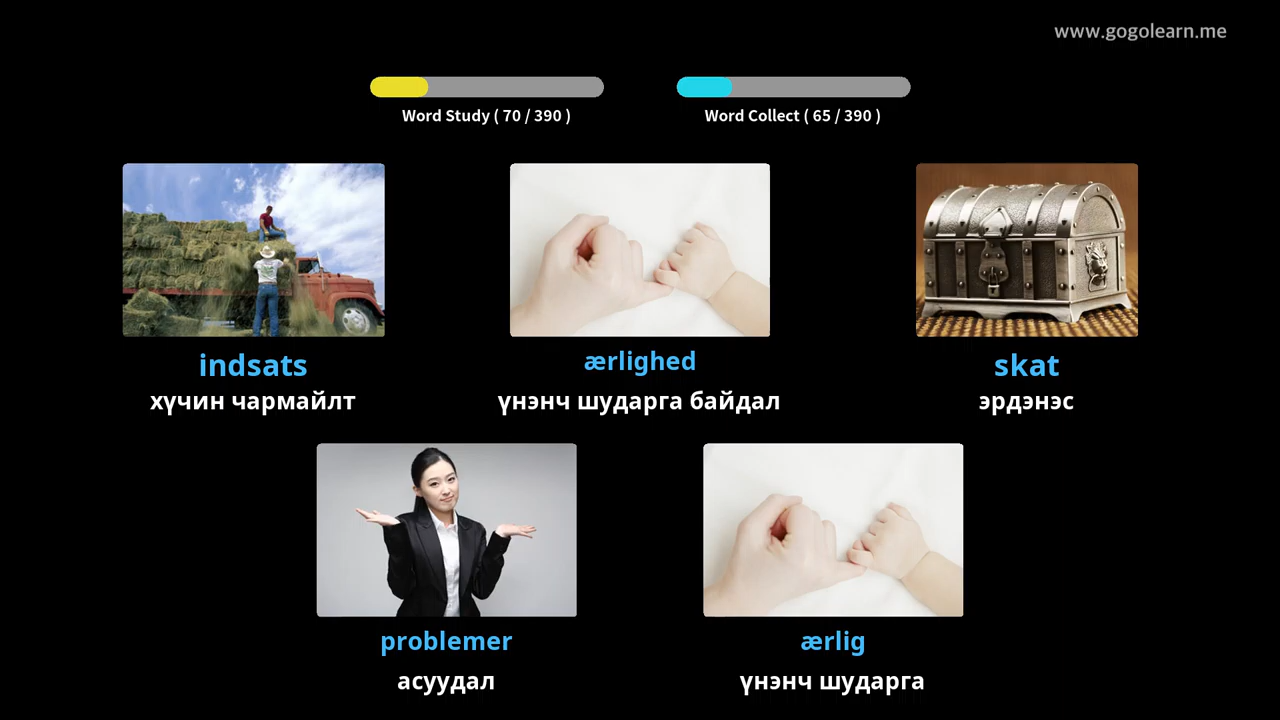 www.gogolearn.me
Word Study ( 70 / 390 )
Word Collect ( 65 / 390 )
indsats
хүчин чармайлт
ærlighed
үнэнч шударга байдал
skat
эрдэнэс
problemer
асуудал
ærlig
үнэнч шударга